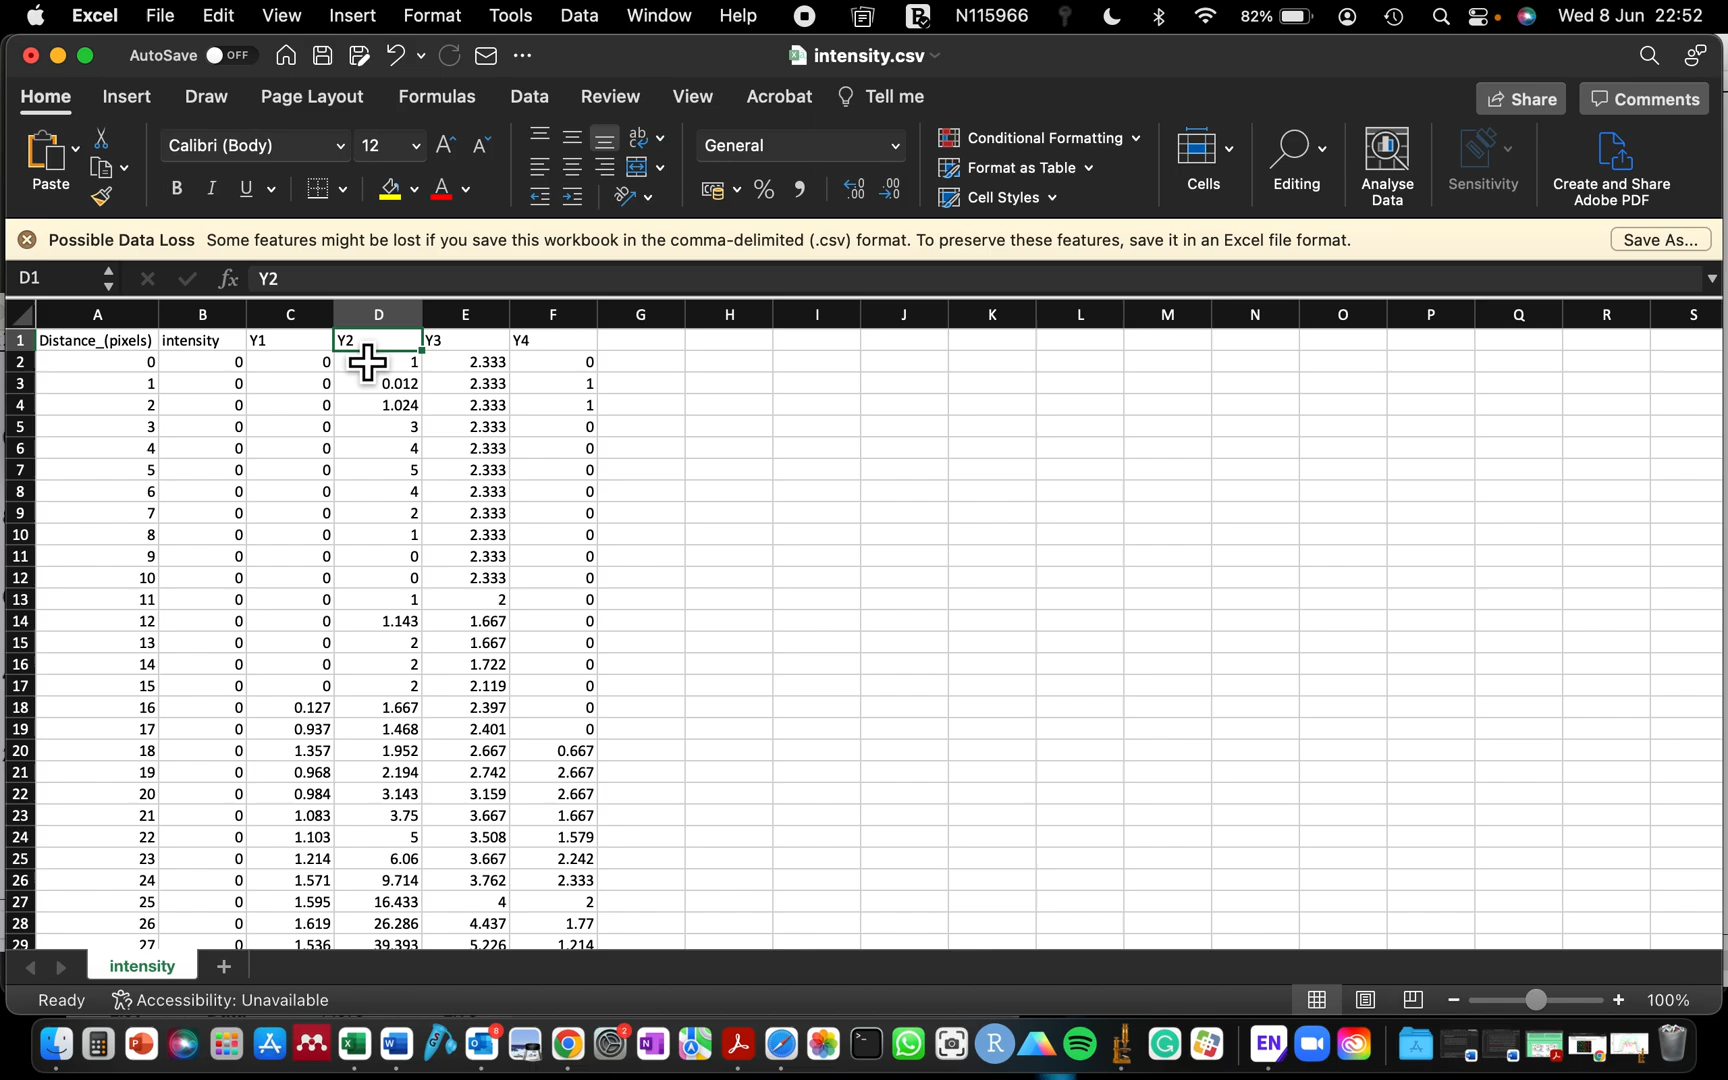 Excel File Edit View Insert Format Tools Data Window Help N115966 82% Wed 8 Jun 22:52
AutoSave OFF intensity.csv
Home Insert Draw Page Layout Formulas Data Review View Acrobat Tell me Share Comments
Paste
Calibri (Body) 12
General
Conditional Formatting
Format as Table
Cell Styles
Cells
Editing
Analyse
Data
Sensitivity
Create and Share
Adobe PDF
Possible Data Loss Some features might be lost if you save this workbook in the comma-delimited (.csv) format. To preserve these features, save it in an Excel file format. Save As...
D1 fx Y2
A B C D E F G H I J K L M N O P Q R S
1 Distance_(pixels) intensity Y1 Y2 Y3 Y4
2 0 0 0 1 2.333 0
3 1 0 0 0.012 2.333 1
4 2 0 0 1.024 2.333 1
5 3 0 0 3 2.333 0
6 4 0 0 4 2.333 0
7 5 0 0 5 2.333 0
8 6 0 0 4 2.333 0
9 7 0 0 2 2.333 0
10 8 0 0 1 2.333 0
11 9 0 0 0 2.333 0
12 10 0 0 0 2.333 0
13 11 0 0 1 2 0
14 12 0 0 1.143 1.667 0
15 13 0 0 2 1.667 0
16 14 0 0 2 1.722 0
17 15 0 0 2 2.119 0
18 16 0 0.127 1.667 2.397 0
19 17 0 0.937 1.468 2.401 0
20 18 0 1.357 1.952 2.667 0.667
21 19 0 0.968 2.194 2.742 2.667
22 20 0 0.984 3.143 3.159 2.667
23 21 0 1.083 3.75 3.667 1.667
24 22 0 1.103 5 3.508 1.579
25 23 0 1.214 6.06 3.667 2.242
26 24 0 1.571 9.714 3.762 2.333
27 25 0 1.595 16.433 4 2
28 26 0 1.619 26.286 4.437 1.77
29 27 0 1.536 39.393 5.226 1.214
intensity
Ready Accessibility: Unavailable 100%
8 2 EN R